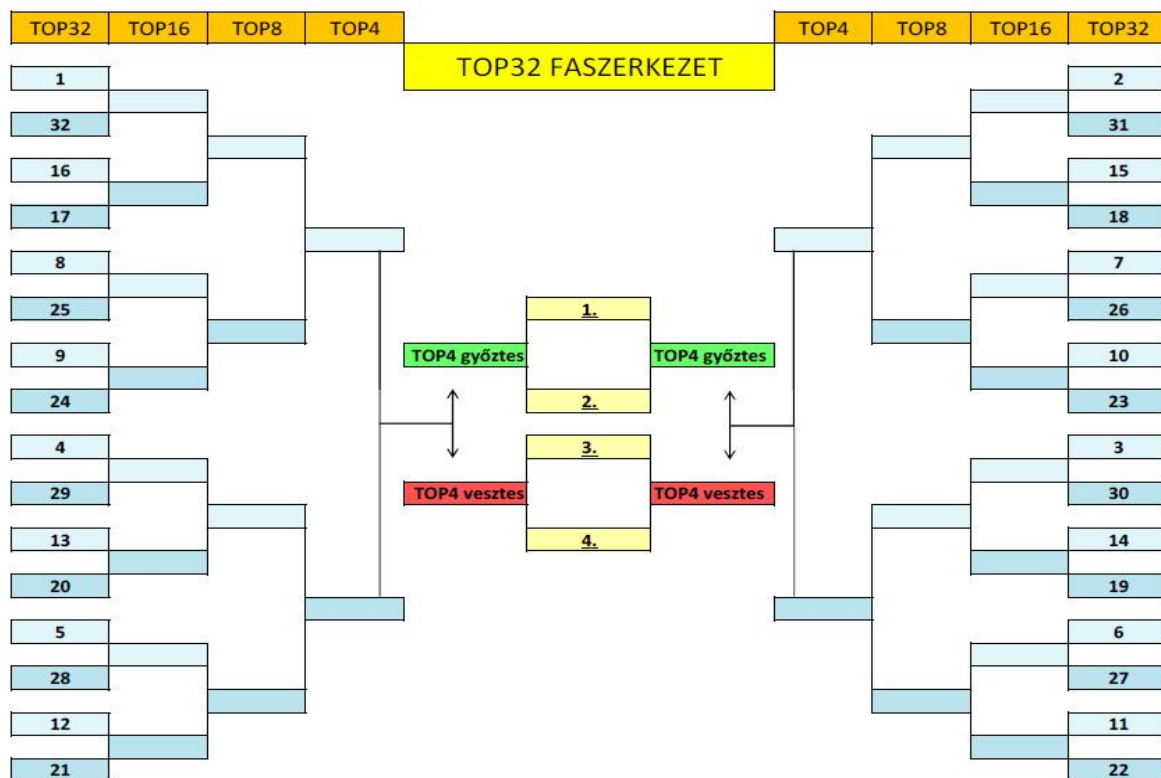 TOP32 TOP16 TOP8 TOP4 TOP4 TOP8 TOP16 TOP32
TOP32 FASZERKEZET
1 2
32 31
16 15
17 18
8 7
25 1. 26
9 TOP4 győztes TOP4 győztes 10
24 2. 23
4 3. 3
29 TOP4 vesztes TOP4 vesztes 30
13 4. 14
20 19
5 6
28 27
12 11
21 22